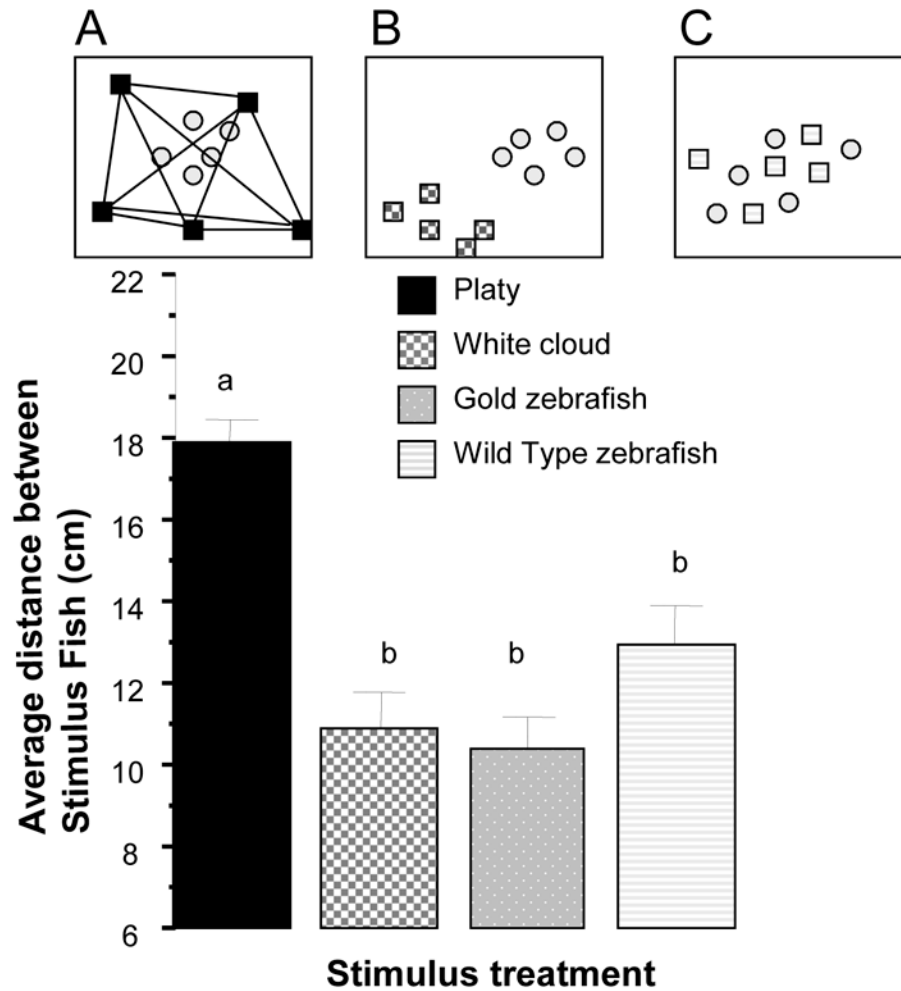 A B C
22
20
18
16
14
12
10
8
6
Average distance between
Stimulus Fish (cm)
Platy
White cloud
Gold zebrafish
Wild Type zebrafish
a
b
b
b
Stimulus treatment